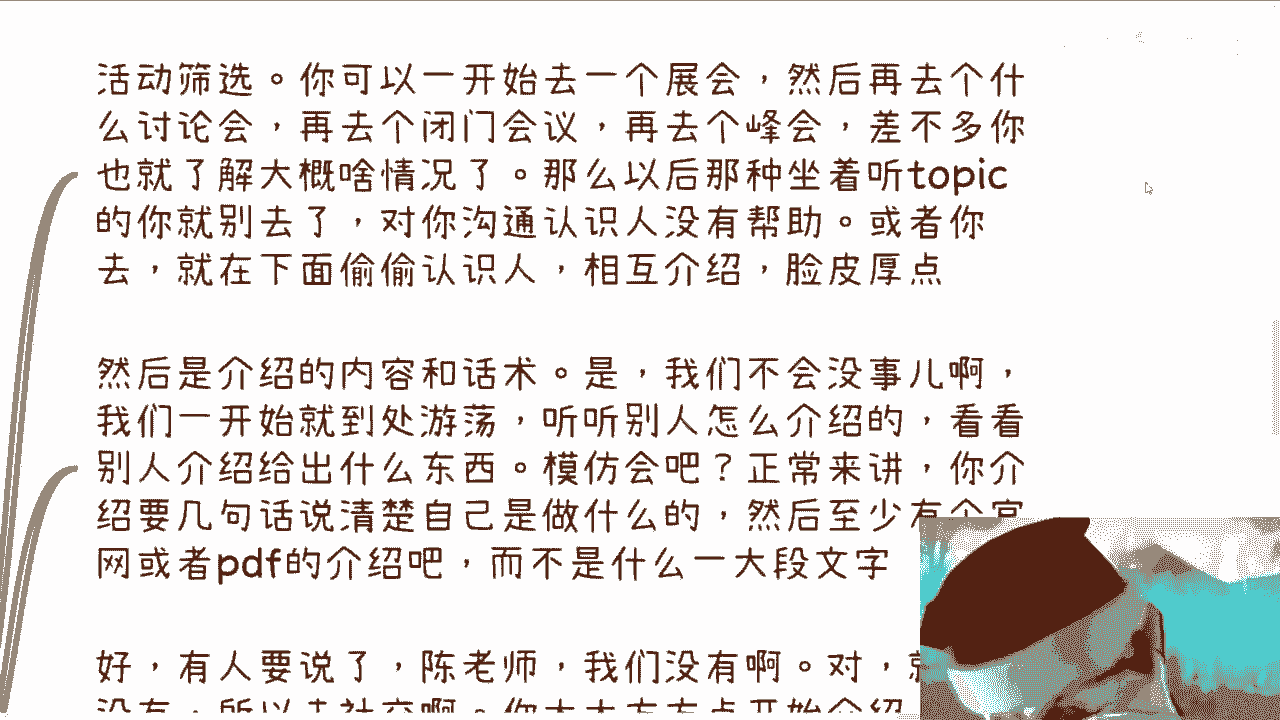 活动筛选。你可以一开始去一个展会，然后再去个什
么讨论会，再去个闭门会议，再去个峰会，差不多你
也就了解大概啥情况了。那么以后那种坐着听topic
的你就别去了，对你沟通认识人没有帮助。或者你
去，就在下面偷偷认识人，相互介绍，脸皮厚点
然后是介绍的内容和话术。是，我们不会没事儿啊，
我们一开始就到处游荡，听听别人怎么介绍的，看看
别人介绍给出什么东西。模仿会吧？正常来讲，你介
绍要几句话说清楚自己是做什么的，然后至少有个官
网或者pdf的介绍吧，而不是什么一大段文字
好，有人要说了，陈老师，我们没有啊。对，就
没有，所以去社交啊。你大大方方点开始介绍